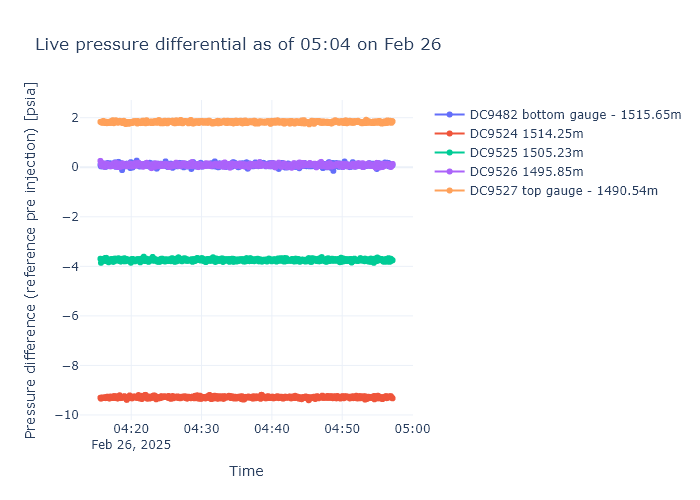 Live pressure differential as of 05:04 on Feb 26
Pressure difference (reference pre injection) [psia]
2
0
−2
−4
−6
−8
−10
04:20
04:30
04:40
04:50
05:00
Feb 26, 2025
Time
DC9482 bottom gauge - 1515.65m
DC9524 1514.25m
DC9525 1505.23m
DC9526 1495.85m
DC9527 top gauge - 1490.54m